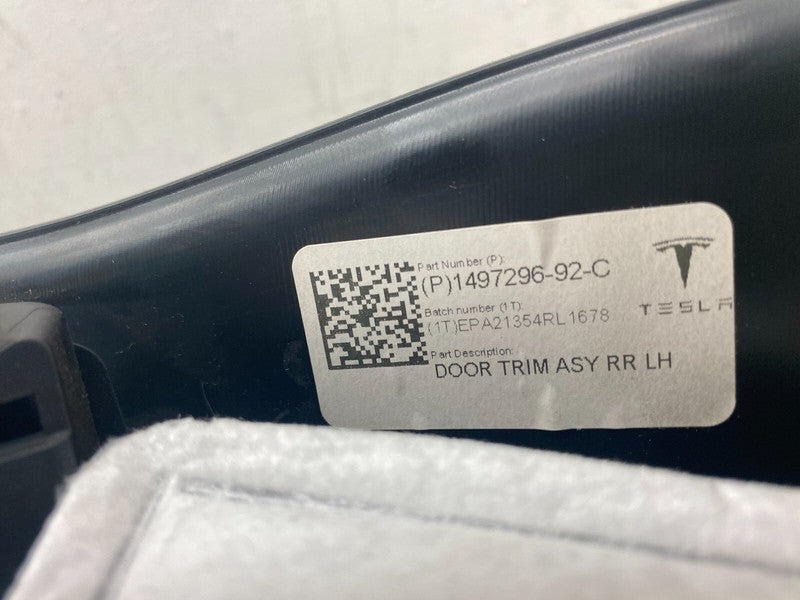 Part Number (P):
(P)1497296-92-C
Batch number (1T):
(1T)EPA21354RL1678
Part Description:
DOOR TRIM ASY RR LH
TESLA